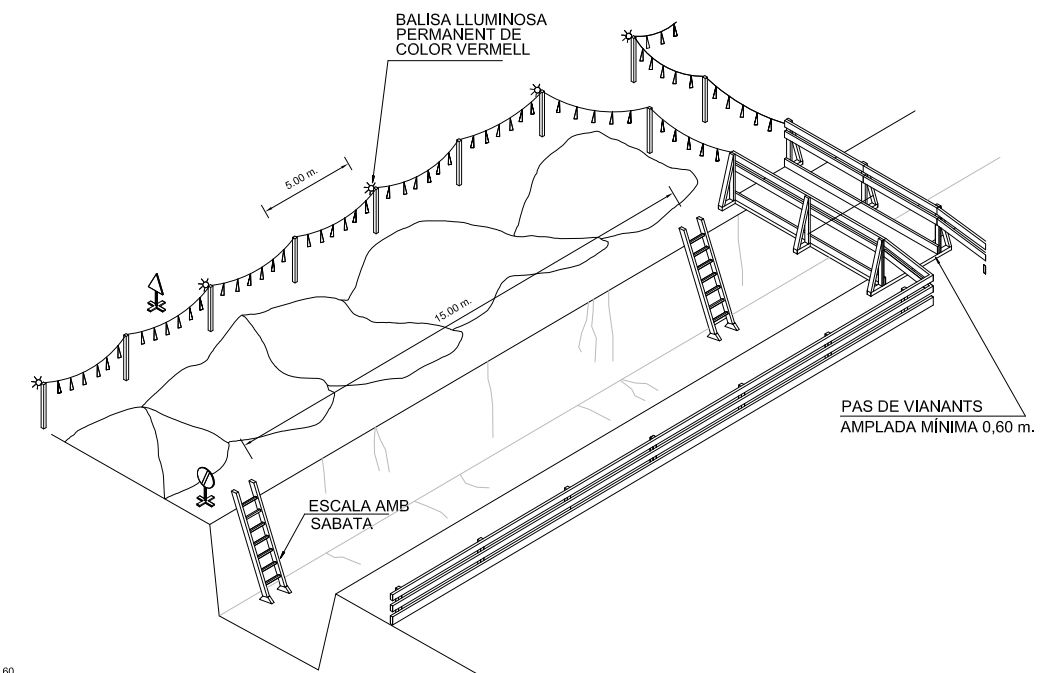 BALISA LLUMINOSA
PERMANENT DE
COLOR VERMELL
5.00 m.
15.00 m.
PAS DE VIANANTS
AMPLADA MÍNIMA 0,60 m.
ESCALA AMB
SABATA
60